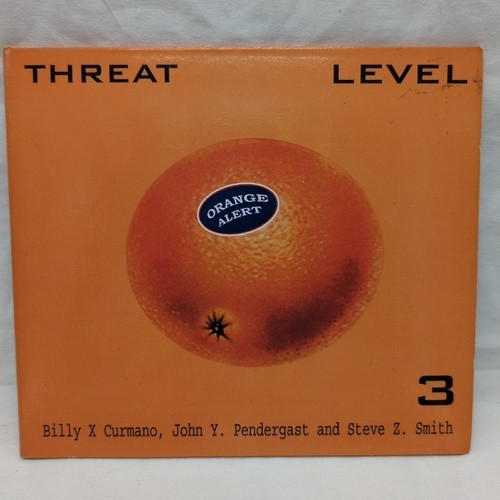 THREAT LEVEL
ORANGE
ALERT
3
Billy X Curmano, John Y. Pendergast and Steve Z. Smith